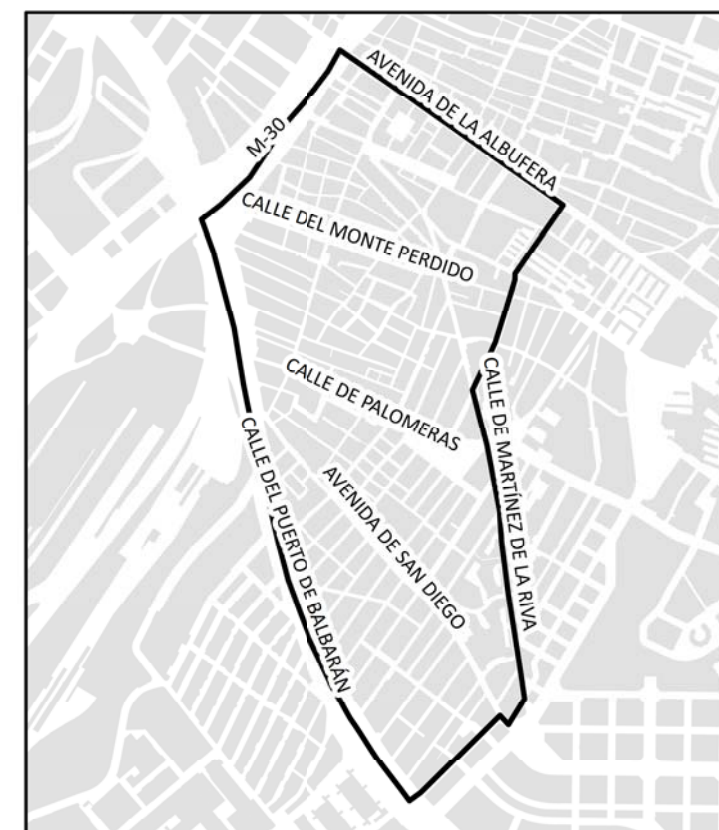 AVENIDA DE LA ALBUFERA
M-30
CALLE DEL MONTE PERDIDO
CALLE DE PALOMERAS
CALLE DE MARTÍNEZ DE LA RIVA
CALLE DEL PUERTO DE BALBARÁN
AVENIDA DE SAN DIEGO